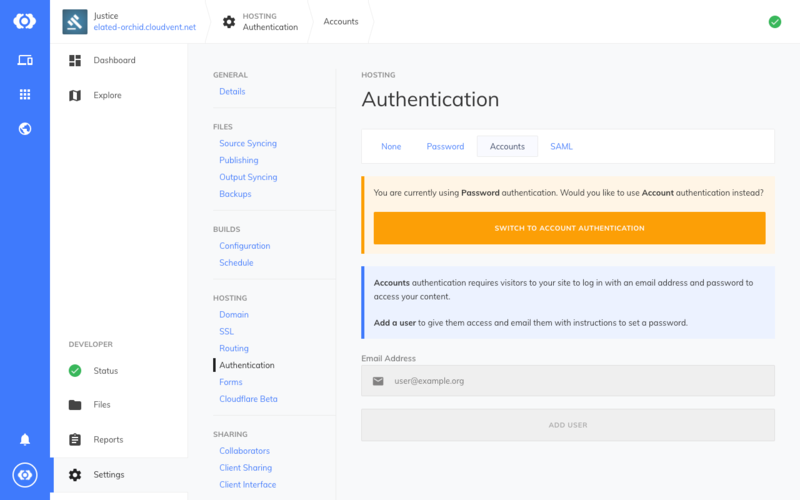 Justice
elated-orchid.cloudvent.net
HOSTING
Authentication
Accounts
Dashboard
Explore
DEVELOPER
Status
Files
Reports
Settings
GENERAL
Details
FILES
Source Syncing
Publishing
Output Syncing
Backups
BUILDS
Configuration
Schedule
HOSTING
Domain
SSL
Routing
Authentication
Forms
Cloudflare Beta
SHARING
Collaborators
Client Sharing
Client Interface
HOSTING
Authentication
None Password Accounts SAML
You are currently using Password authentication. Would you like to use Account authentication instead?
SWITCH TO ACCOUNT AUTHENTICATION
Accounts authentication requires visitors to your site to log in with an email address and password to
access your content.
Add a user to give them access and email them with instructions to set a password.
Email Address
user@example.org
ADD USER